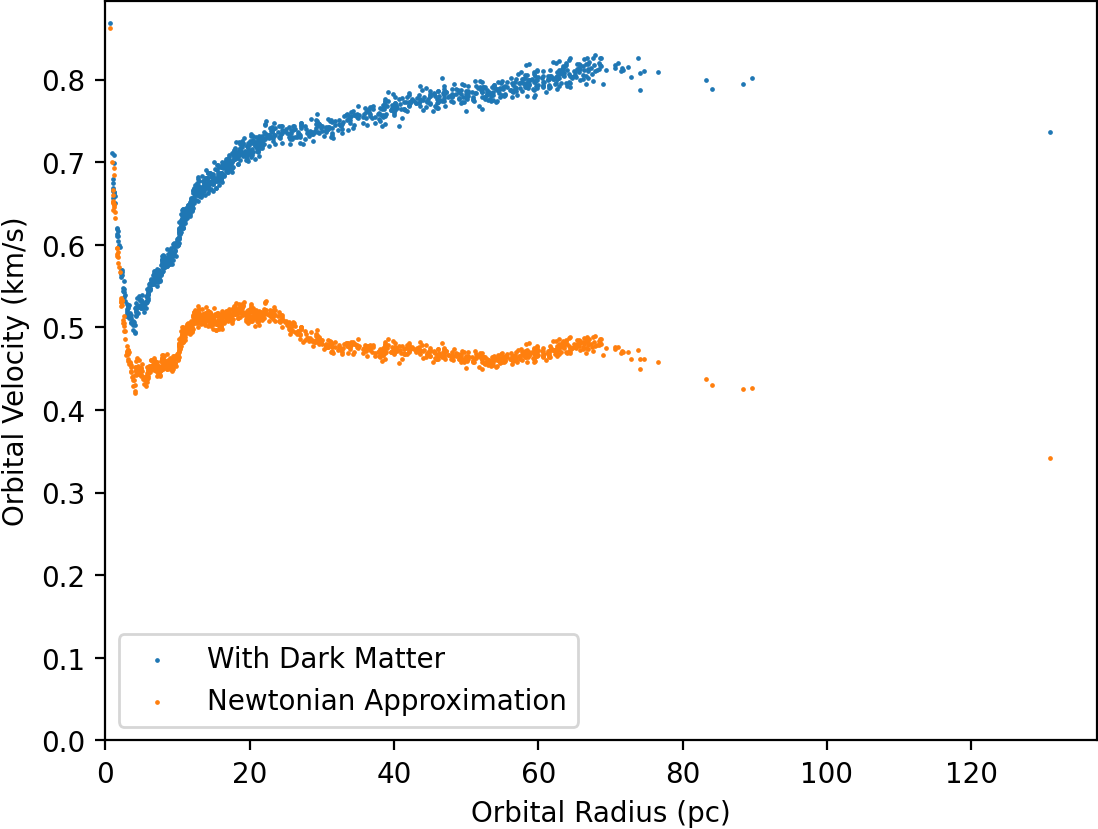 Orbital Velocity (km/s)
0.8
0.7
0.6
0.5
0.4
0.3
0.2
0.1
0.0
With Dark Matter
Newtonian Approximation
0 20 40 60 80 100 120
Orbital Radius (pc)